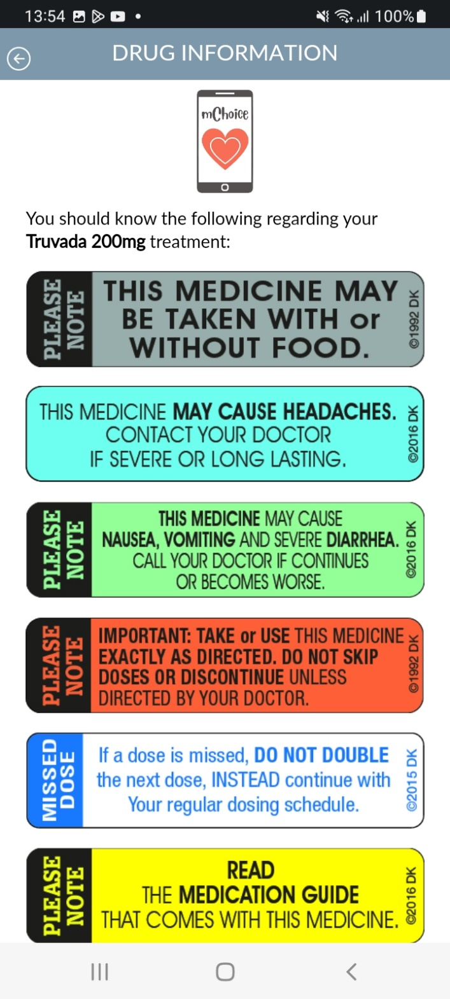 13:54 100%
DRUG INFORMATION
mChoice
You should know the following regarding your
Truvada 200mg treatment:
PLEASE
NOTE
THIS MEDICINE MAY
BE TAKEN WITH or
WITHOUT FOOD.
©1992 DK
THIS MEDICINE MAY CAUSE HEADACHES.
CONTACT YOUR DOCTOR
IF SEVERE OR LONG LASTING.
©2016 DK
PLEASE
NOTE
THIS MEDICINE MAY CAUSE
NAUSEA, VOMITING AND SEVERE DIARRHEA.
CALL YOUR DOCTOR IF CONTINUES
OR BECOMES WORSE.
©2016 DK
PLEASE
NOTE
IMPORTANT: TAKE or USE THIS MEDICINE
EXACTLY AS DIRECTED. DO NOT SKIP
DOSES OR DISCONTINUE UNLESS
DIRECTED BY YOUR DOCTOR.
©1992 DK
MISSED
DOSE
If a dose is missed, DO NOT DOUBLE
the next dose, INSTEAD continue with
Your regular dosing schedule.
©2015 DK
PLEASE
NOTE
READ
THE MEDICATION GUIDE
THAT COMES WITH THIS MEDICINE.
©2016 DK